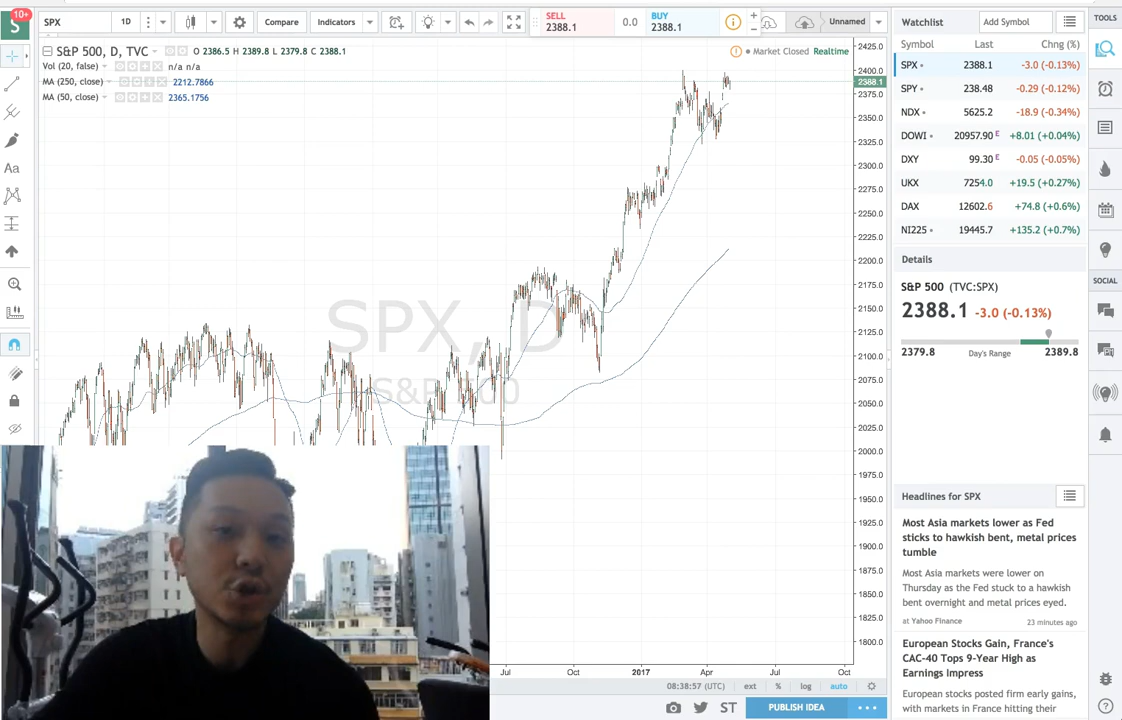 S 10+
SPX 1D Compare Indicators SELL 2388.1 0.0 BUY 2388.1 Unnamed
S&P 500, D, TVC O 2386.5 H 2389.8 L 2379.8 C 2388.1
Market Closed Realtime
Vol (20, false) n/a n/a
MA (250, close) 2212.7866
MA (50, close) 2365.1756
Aa
SPX, D
S&P 500
2425.0
2400.0
2388.1
2375.0
2350.0
2325.0
2300.0
2275.0
2250.0
2225.0
2200.0
2175.0
2150.0
2125.0
2100.0
2075.0
2050.0
2025.0
2000.0
1975.0
1950.0
1925.0
1900.0
1875.0
1850.0
1825.0
1800.0
Jul Oct 2017 Apr Jul Oct
08:38:57 (UTC) ext % log auto
ST PUBLISH IDEA
Watchlist Add Symbol
Symbol Last Chng (%)
SPX 2388.1 -3.0 (-0.13%)
SPY 238.48 -0.29 (-0.12%)
NDX 5625.2 -18.9 (-0.34%)
DOWI 20957.90 E +8.01 (+0.04%)
DXY 99.30 E -0.05 (-0.05%)
UKX 7254.0 +19.5 (+0.27%)
DAX 12602.6 +74.8 (+0.6%)
NI225 19445.7 +135.2 (+0.7%)
Details
S&P 500 (TVC:SPX)
2388.1 -3.0 (-0.13%)
2379.8 Day's Range 2389.8
Headlines for SPX
Most Asia markets lower as Fed
sticks to hawkish bent, metal prices
tumble
Most Asia markets were lower on
Thursday as the Fed stuck to a hawkish
bent overnight and metal prices eyed.
at Yahoo Finance 23 minutes ago
European Stocks Gain, France's
CAC-40 Tops 9-Year High as
Earnings Impress
European stocks posted firm early gains,
with markets in France hitting their
TOOLS
SOCIAL